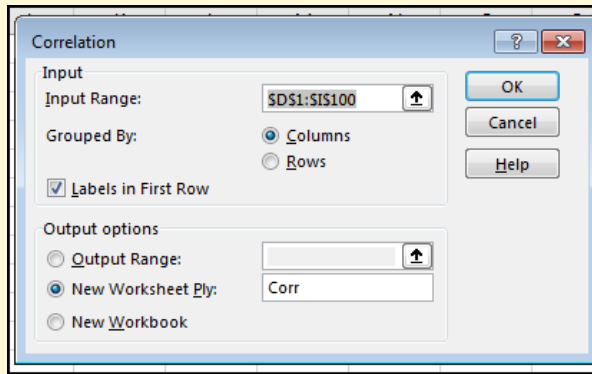 Correlation
Input
Input Range: $D$1:$I$100
Grouped By: Columns
Rows
Labels in First Row
Output options
Output Range:
New Worksheet Ply: Corr
New Workbook
OK
Cancel
Help